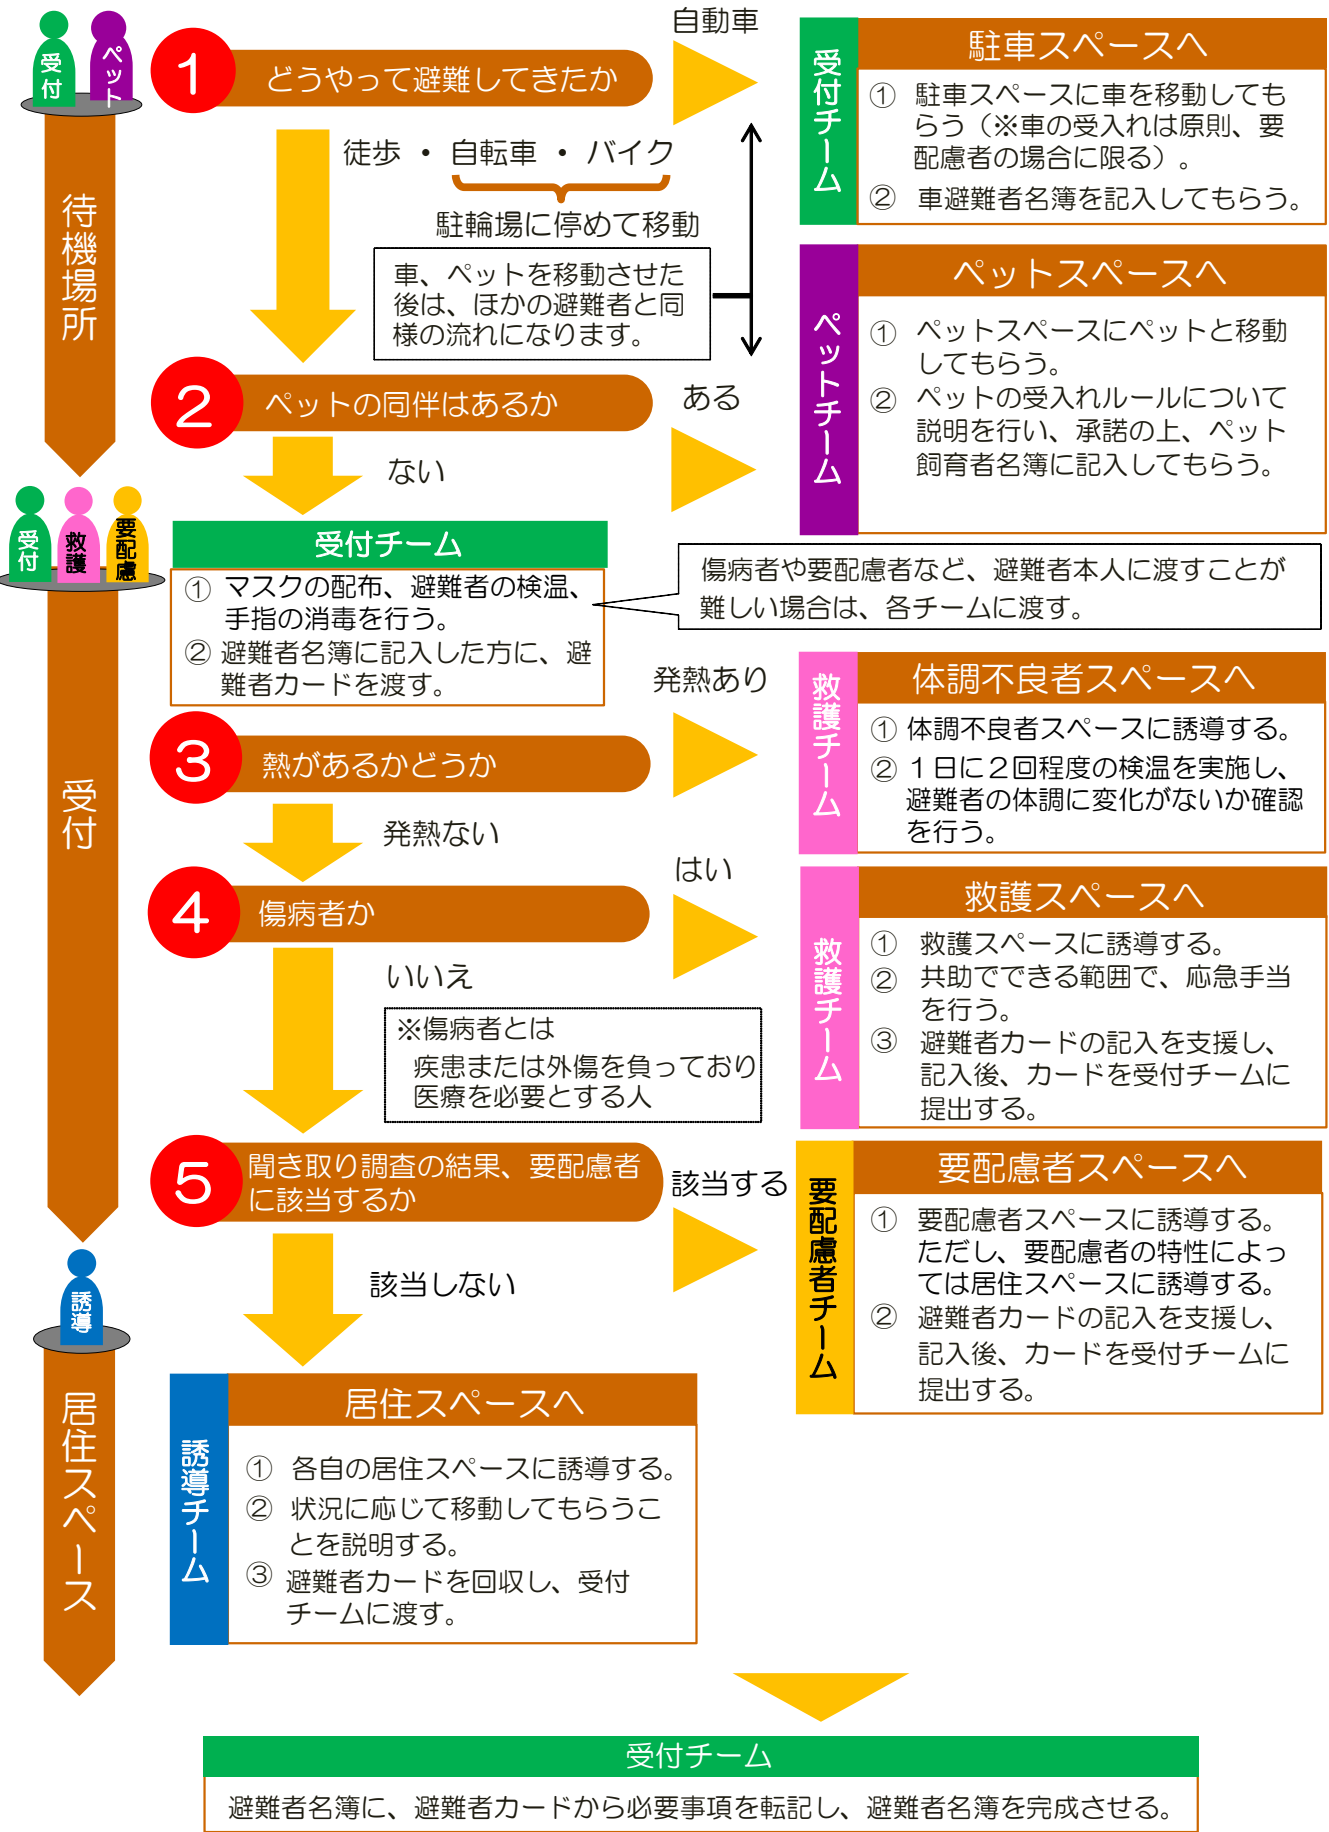 受付
ペット
待機場所
1 どうやって避難してきたか
自動車
徒歩 ・ 自転車 ・ バイク
駐輪場に停めて移動
車、ペットを移動させた
後は、ほかの避難者と同
様の流れになります。
受付チーム
駐車スペースへ
① 駐車スペースに車を移動しても
らう（※車の受入れは原則、要
配慮者の場合に限る）。
② 車避難者名簿を記入してもらう。
2 ペットの同伴はあるか
ある
ない
ペットチーム
ペットスペースへ
① ペットスペースにペットと移動
してもらう。
② ペットの受入れルールについて
説明を行い、承諾の上、ペット
飼育者名簿に記入してもらう。
受付
救護
要配慮
受付
受付チーム
① マスクの配布、避難者の検温、
手指の消毒を行う。
② 避難者名簿に記入した方に、避
難者カードを渡す。
傷病者や要配慮者など、避難者本人に渡すことが
難しい場合は、各チームに渡す。
3 熱があるかどうか
発熱あり
発熱ない
救護チーム
体調不良者スペースへ
① 体調不良者スペースに誘導する。
② １日に２回程度の検温を実施し、
避難者の体調に変化がないか確認
を行う。
4 傷病者か
はい
いいえ
※傷病者とは
疾患または外傷を負っており
医療を必要とする人
救護チーム
救護スペースへ
① 救護スペースに誘導する。
② 共助でできる範囲で、応急手当
を行う。
③ 避難者カードの記入を支援し、
記入後、カードを受付チームに
提出する。
5 聞き取り調査の結果、要配慮者
に該当するか
該当する
該当しない
要配慮者チーム
要配慮者スペースへ
① 要配慮者スペースに誘導する。
ただし、要配慮者の特性によっ
ては居住スペースに誘導する。
② 避難者カードの記入を支援し、
記入後、カードを受付チームに
提出する。
誘導
居住スペース
誘導チーム
居住スペースへ
① 各自の居住スペースに誘導する。
② 状況に応じて移動してもらうこ
とを説明する。
③ 避難者カードを回収し、受付
チームに渡す。
受付チーム
避難者名簿に、避難者カードから必要事項を転記し、避難者名簿を完成させる。